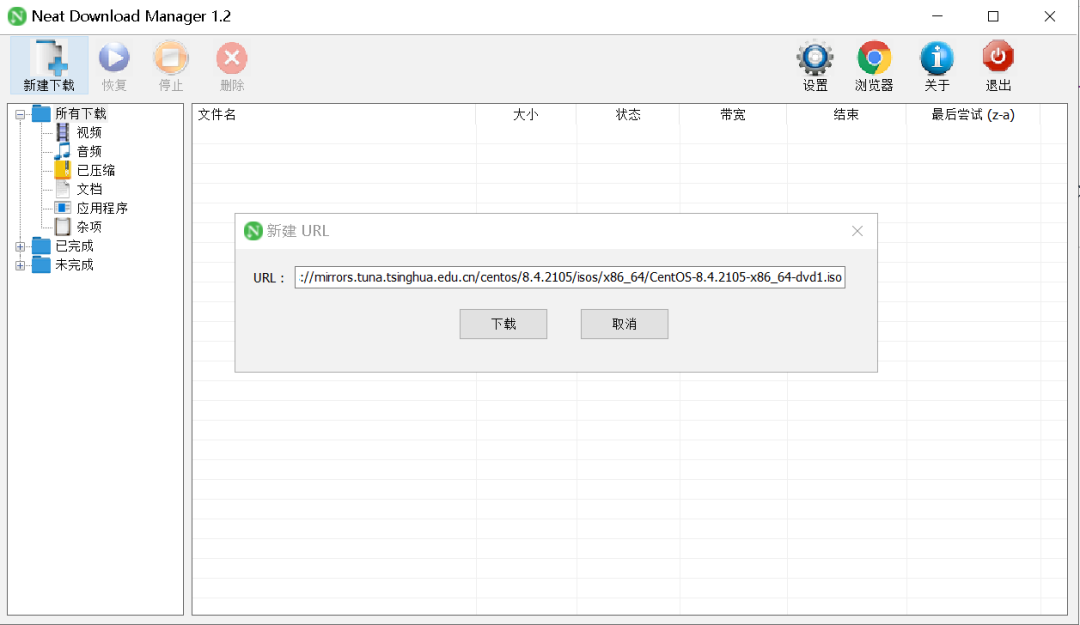 Neat Download Manager 1.2
新建下载 恢复 停止 删除 设置 浏览器 关于 退出
所有下载
视频
音频
已压缩
文档
应用程序
杂项
已完成
未完成
文件名 大小 状态 带宽 结束 最后尝试 (z-a)
新建 URL
URL : ://mirrors.tuna.tsinghua.edu.cn/centos/8.4.2105/isos/x86_64/CentOS-8.4.2105-x86_64-dvd1.iso
下载 取消